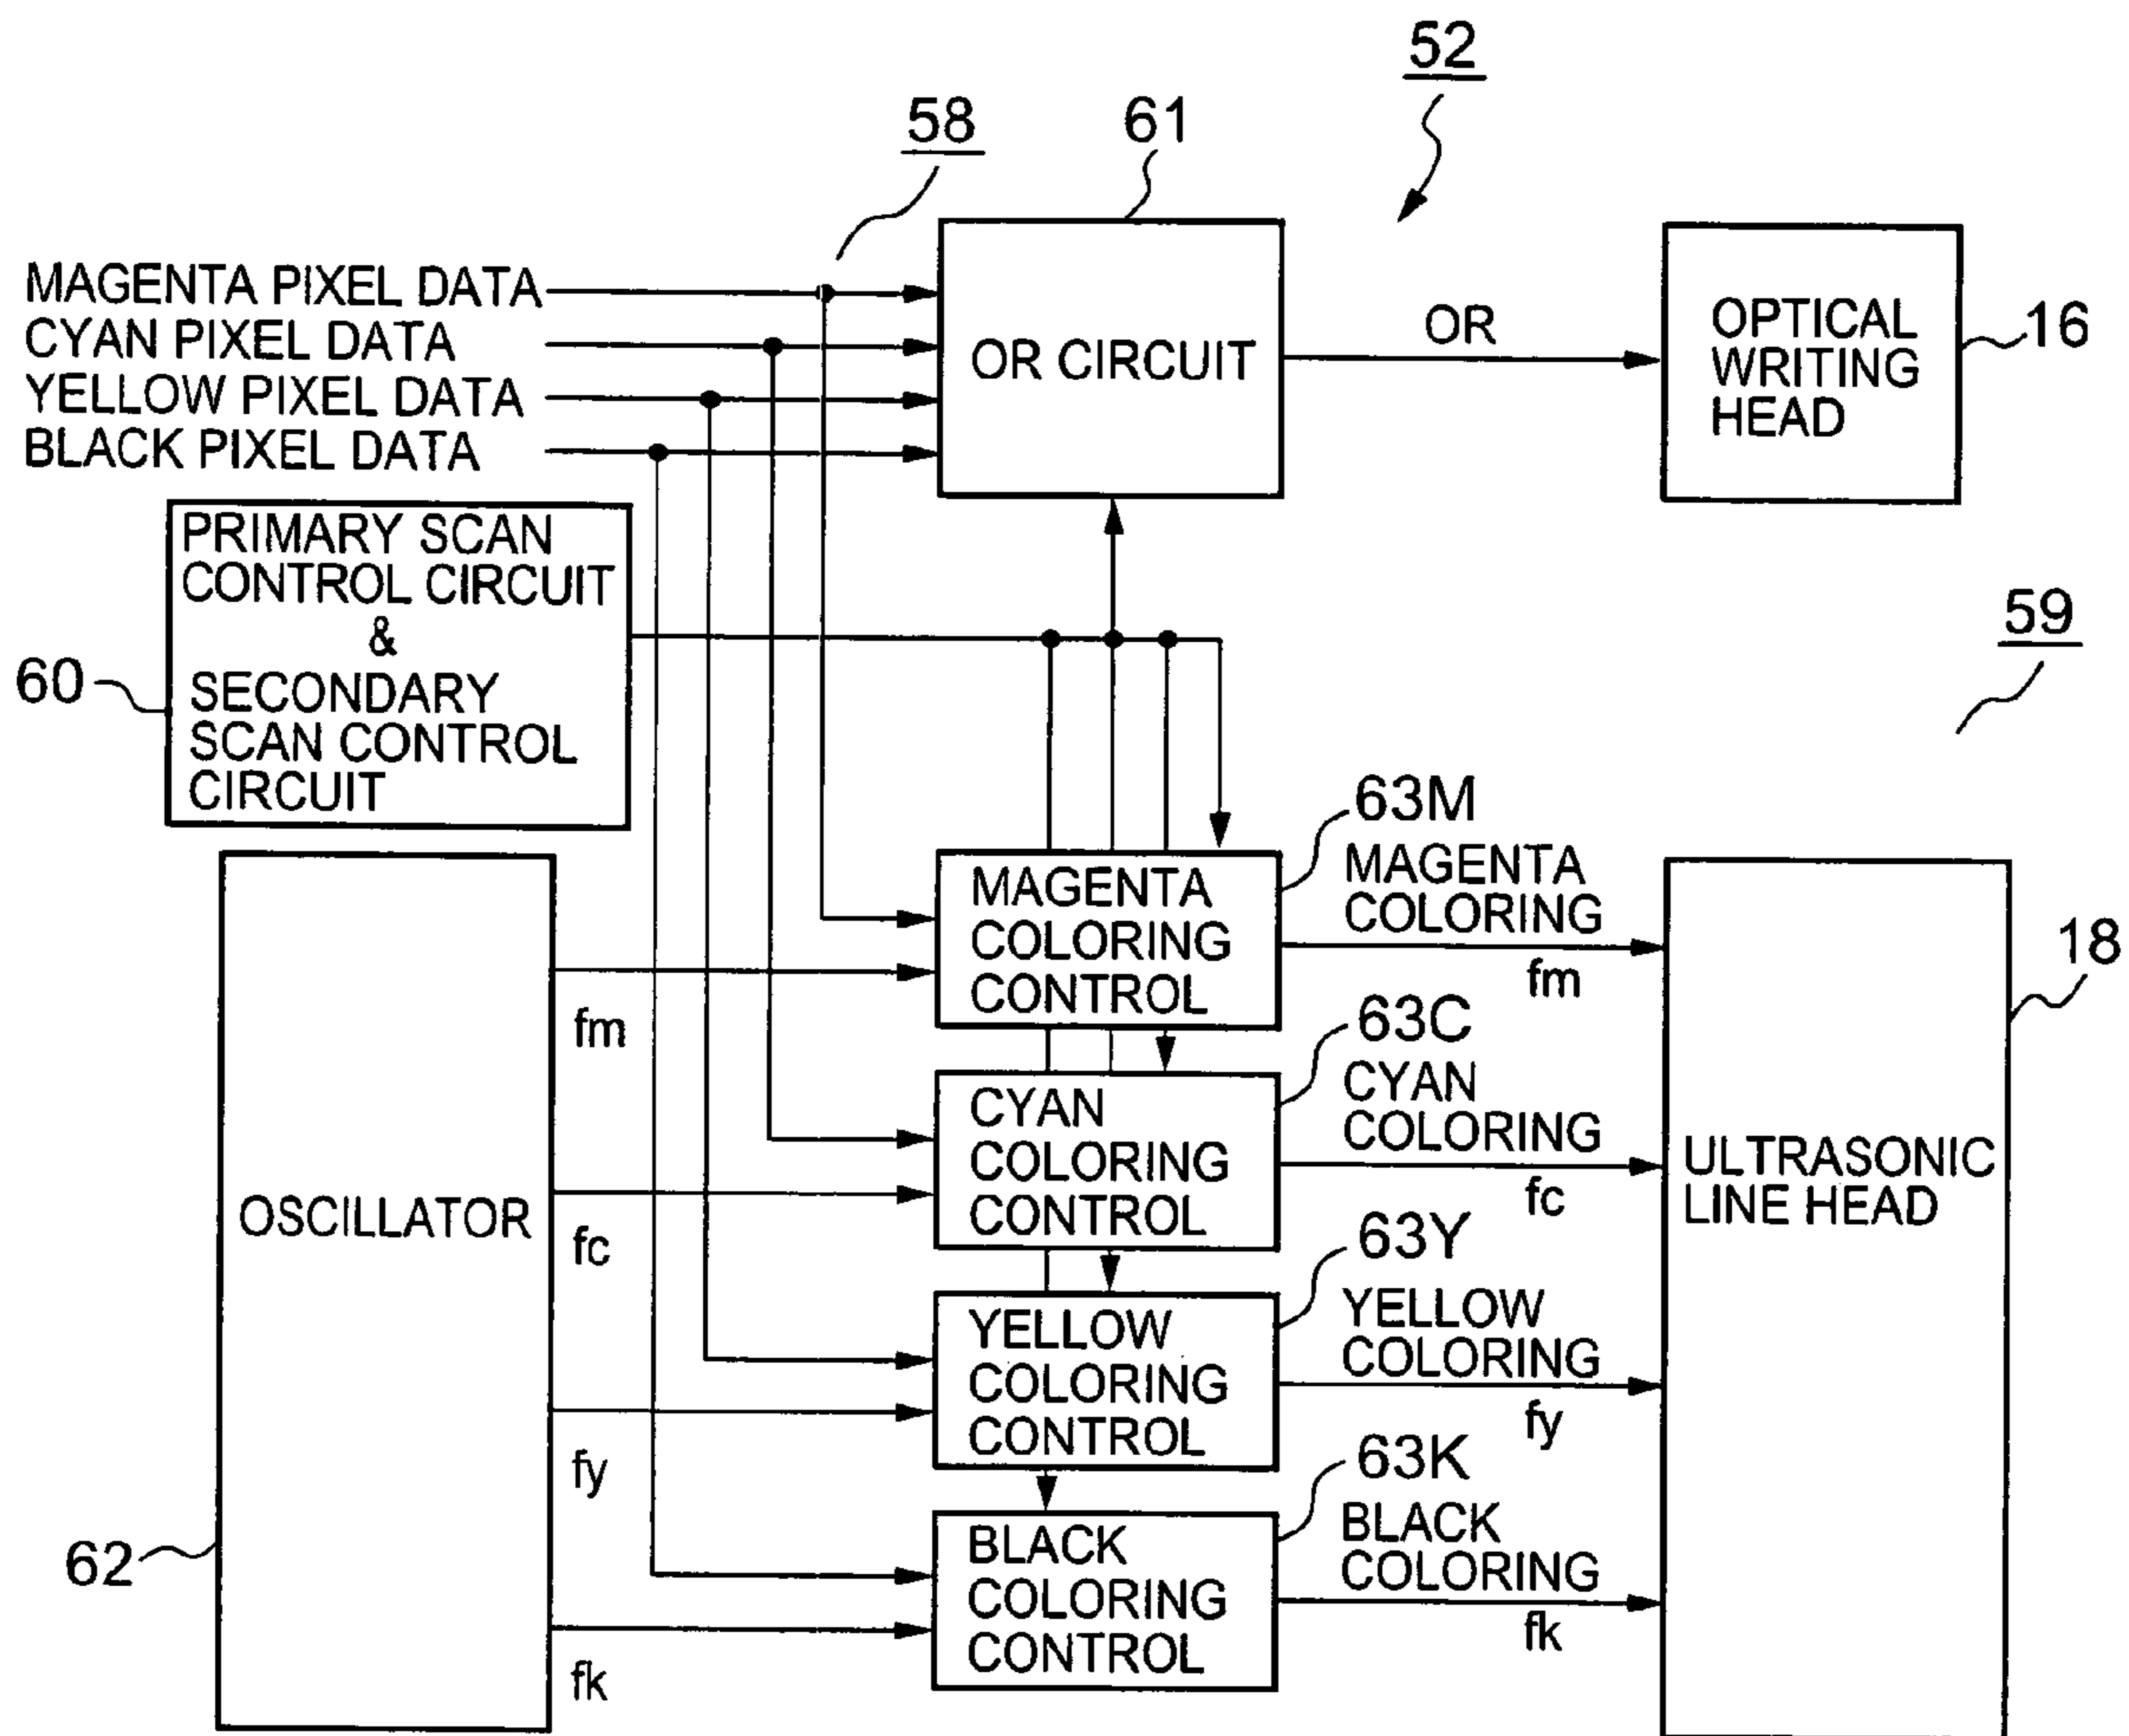 52
58
61
MAGENTA PIXEL DATA
CYAN PIXEL DATA
YELLOW PIXEL DATA
BLACK PIXEL DATA
OR CIRCUIT
OR
OPTICAL
WRITING
HEAD
16
PRIMARY SCAN
CONTROL CIRCUIT
&
SECONDARY
SCAN CONTROL
CIRCUIT
60
59
63M
MAGENTA
COLORING
CONTROL
MAGENTA
COLORING
fm
fm
18
63C
CYAN
COLORING
CONTROL
CYAN
COLORING
fc
fc
OSCILLATOR
ULTRASONIC
LINE HEAD
63Y
YELLOW
COLORING
CONTROL
YELLOW
COLORING
fy
fy
63K
BLACK
COLORING
CONTROL
BLACK
COLORING
fk
fk
62